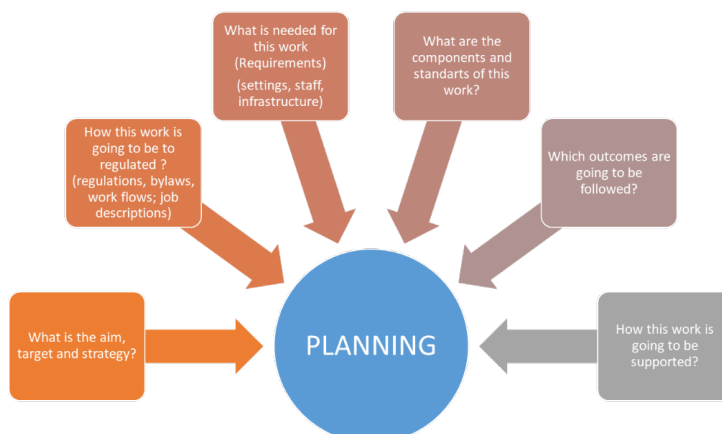 What is the aim,
target and strategy?
How this work is
going to be to
regulated ?
(regulations, bylaws,
work flows; job
descriptions)
What is needed for
this work
(Requirements)
(settings, staff,
infrastructure)
What are the
components and
standarts of this
work?
Which outcomes are
going to be
followed?
How this work is
going to be
supported?
PLANNING